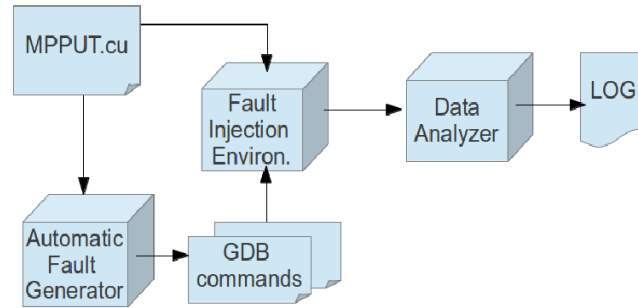 MPPUT.cu
Fault
Injection
Environ.
Data
Analyzer
LOG
Automatic
Fault
Generator
GDB
commands